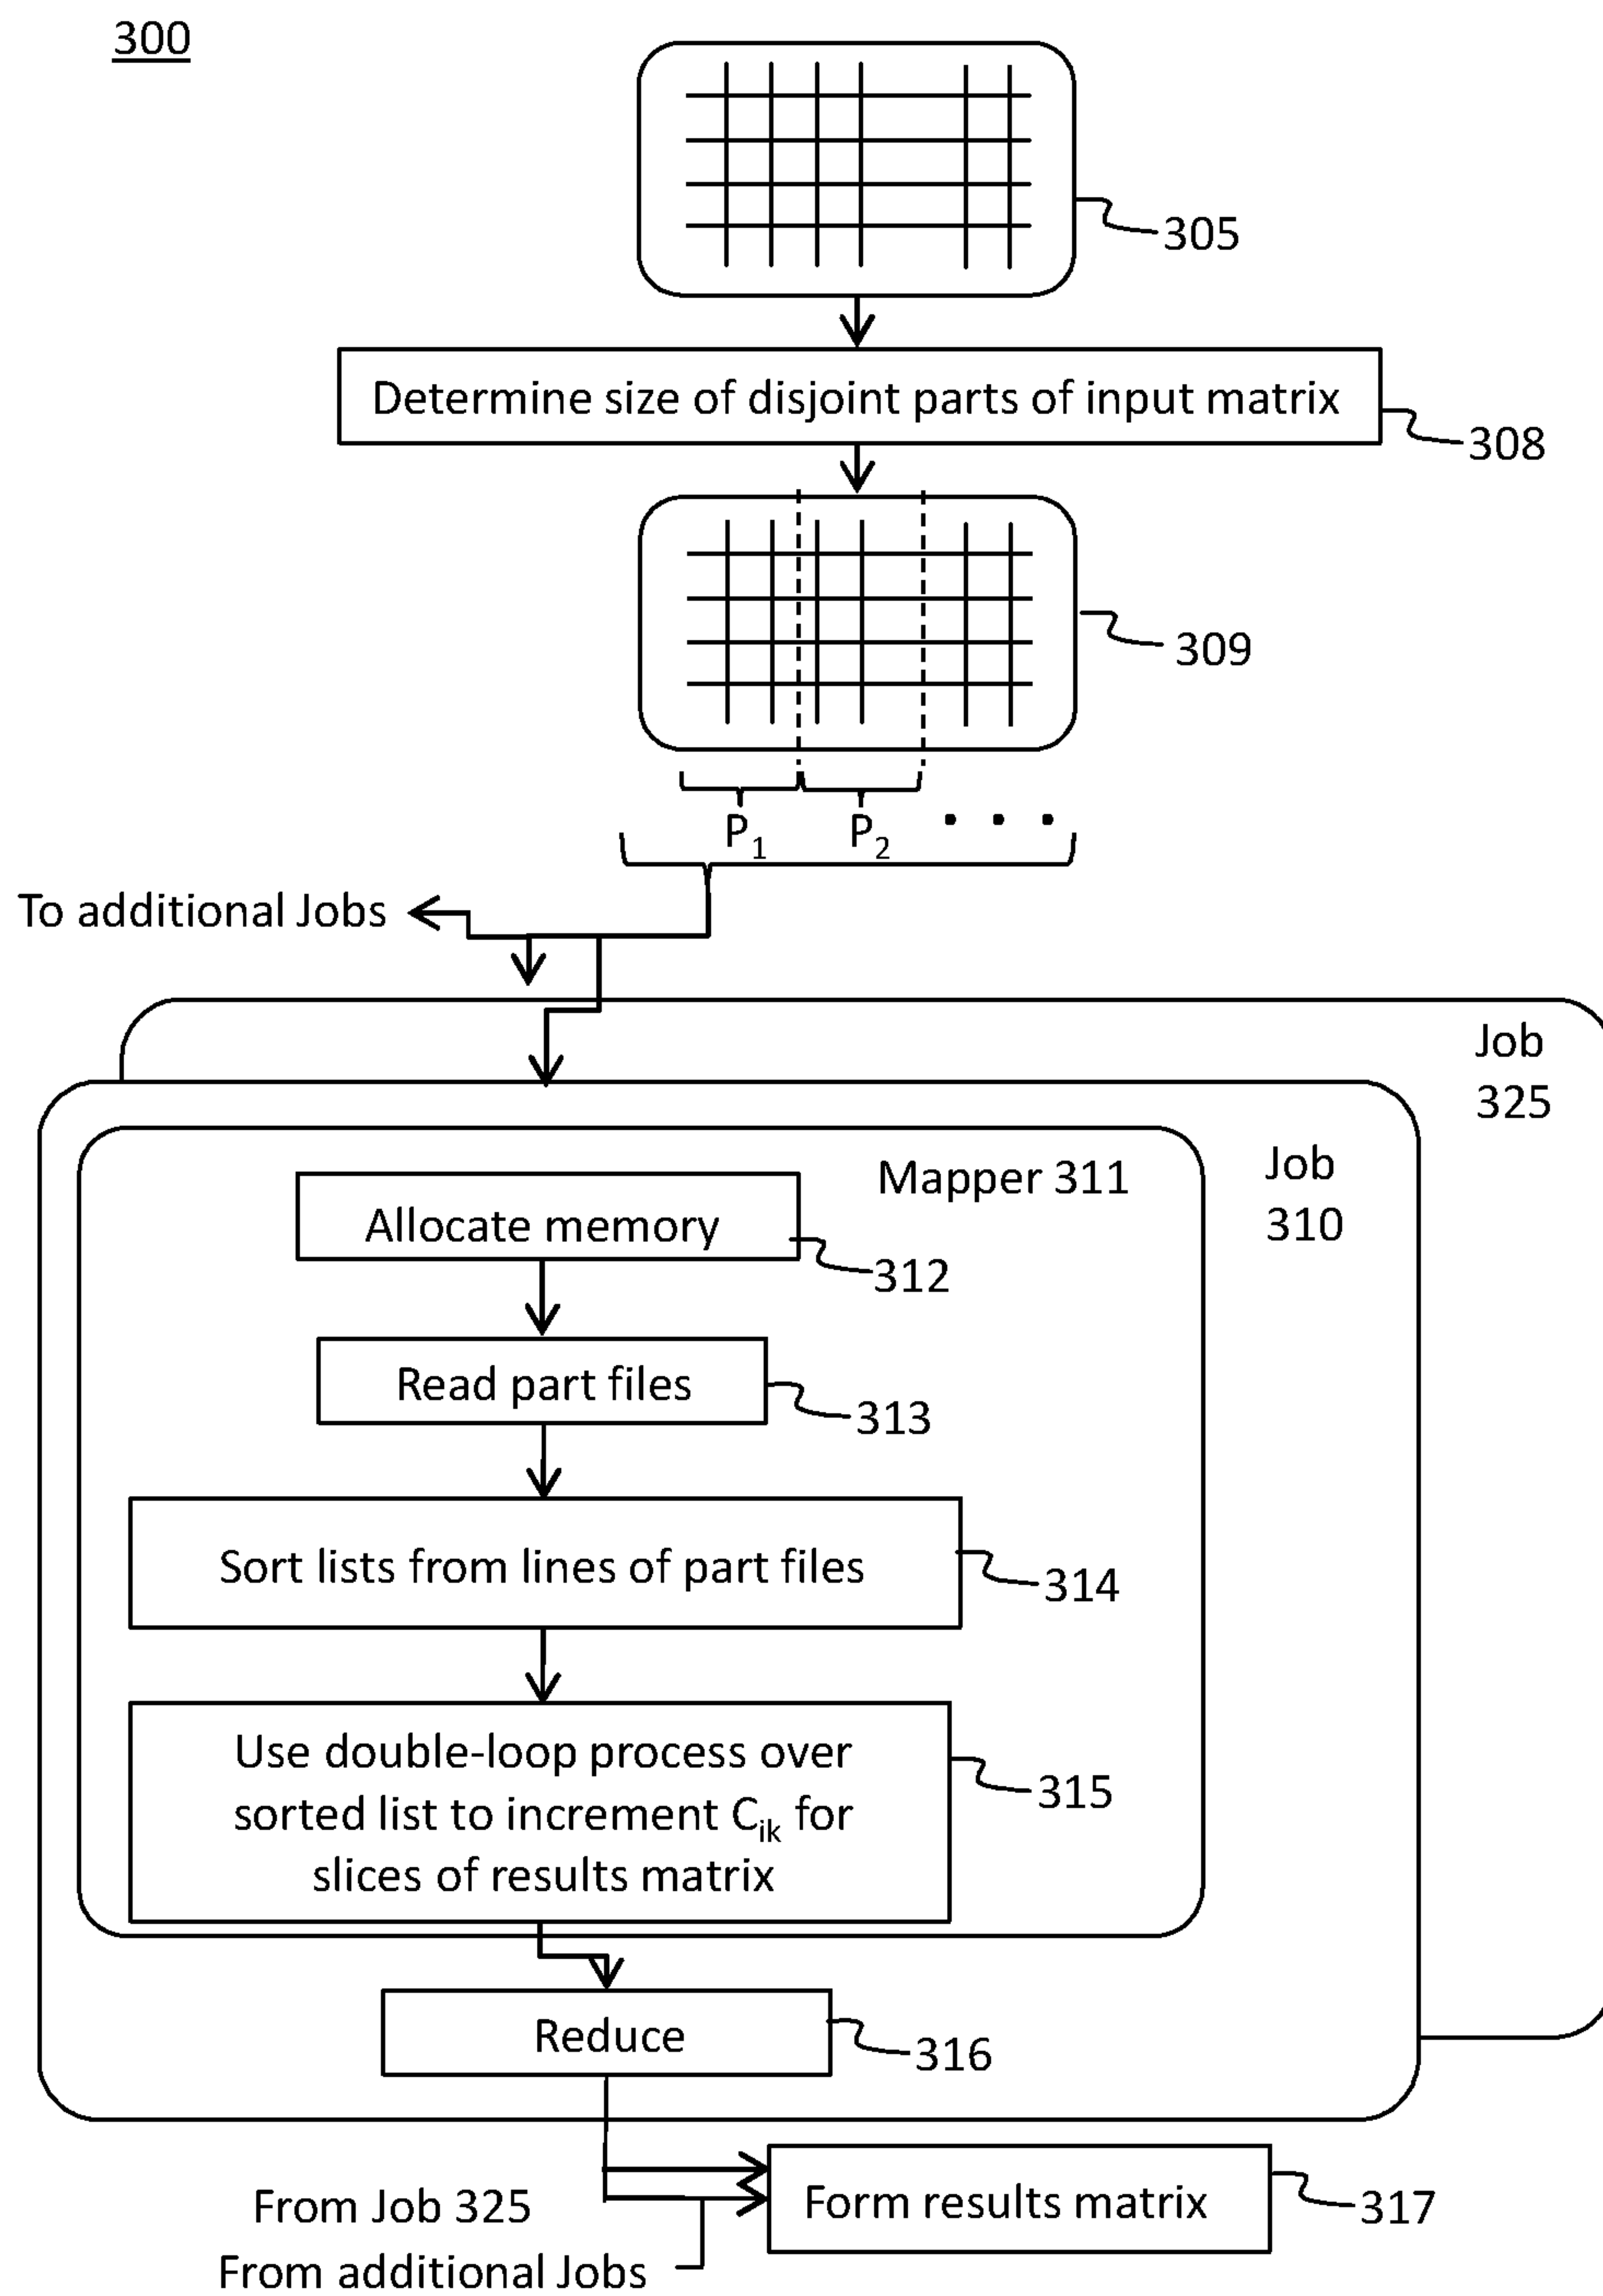 300
305
Determine size of disjoint parts of input matrix
308
309
P1 P2 . . .
To additional Jobs
Job
325
Mapper 311
Job
310
Allocate memory
312
Read part files
313
Sort lists from lines of part files
314
Use double-loop process over
sorted list to increment Cik for
slices of results matrix
315
Reduce
316
From Job 325
Form results matrix
317
From additional Jobs